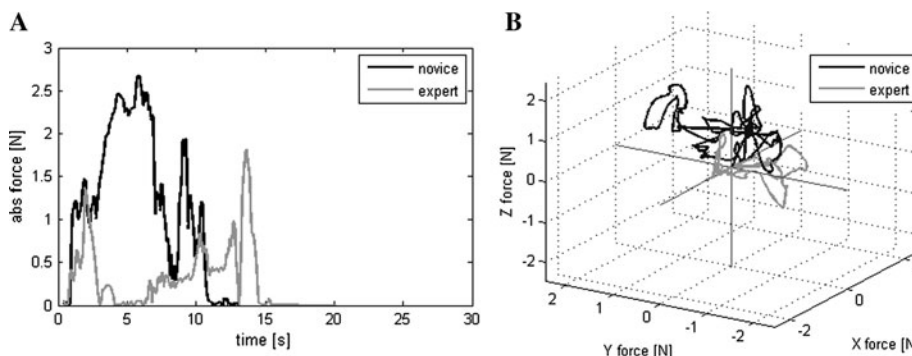 A
3
2.5
2
1.5
1
0.5
0
abs force [N]
0 5 10 15 20 25 30
time [s]
novice
expert
B
novice
expert
2
1
0
-1
-2
Z force [N]
2 1 0 -1 -2
Y force [N]
-2 0
X force [N